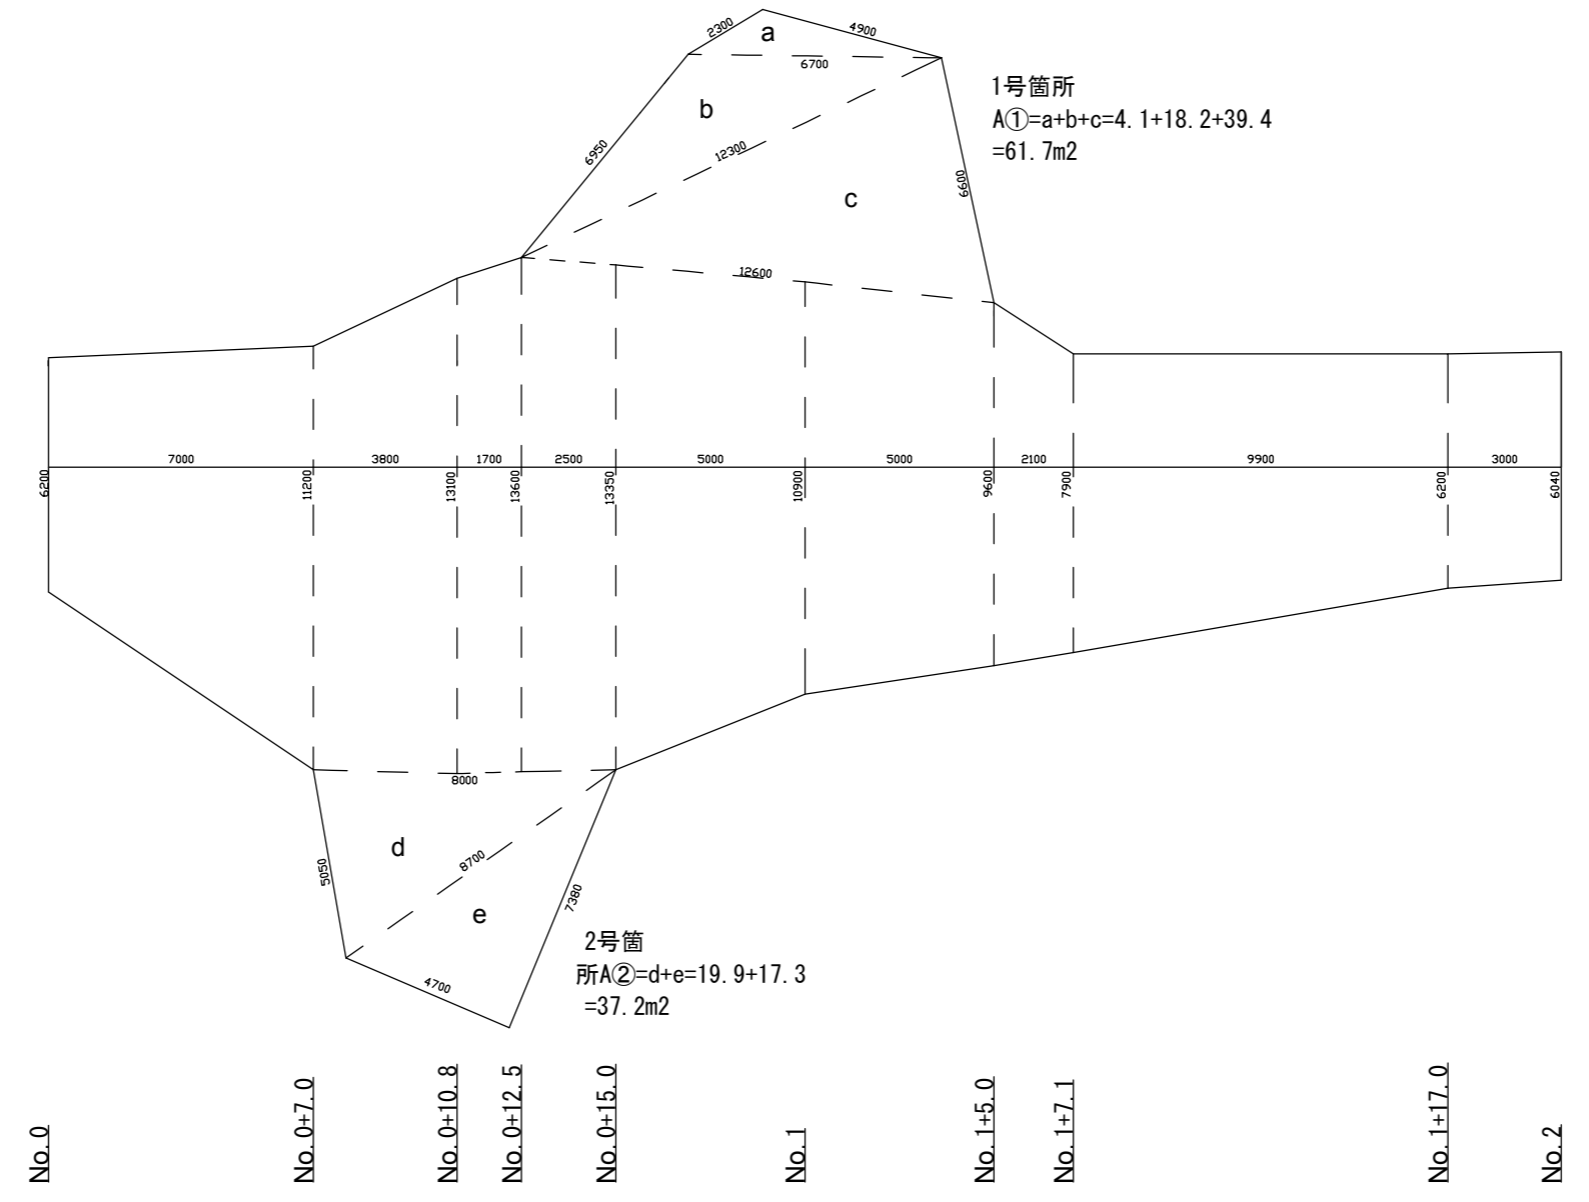 2300
a
4900
6700
1号箇所
A①=a+b+c=4.1+18.2+39.4
=61.7m2
b
6950
12300
6600
c
12600
7000
3800
1700
2500
5000
5000
2100
9900
3000
6200
11200
13100
13600
13350
10900
9600
7900
6200
6040
8000
d
8700
5050
e
7380
4700
2号箇
所A②=d+e=19.9+17.3
=37.2m2
No.0
No.0+7.0
No.0+10.8
No.0+12.5
No.0+15.0
No.1
No.1+5.0
No.1+7.1
No.1+17.0
No.2